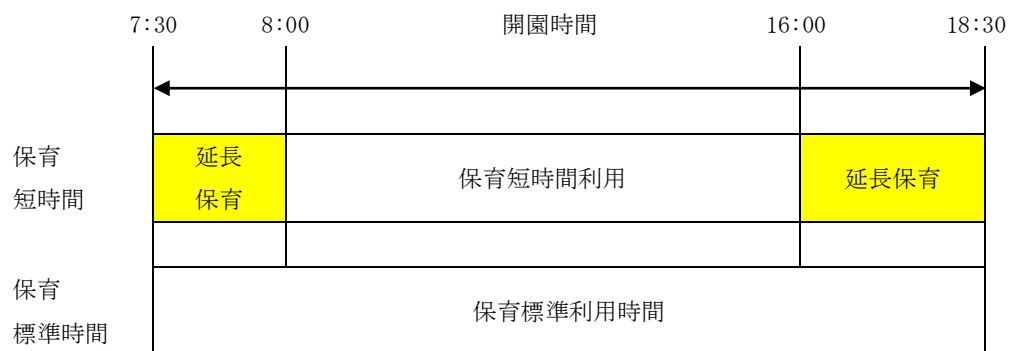 7:30 8:00 開園時間 16:00 18:30
保育
短時間
延長
保育
保育短時間利用
延長保育
保育
標準時間
保育標準利用時間